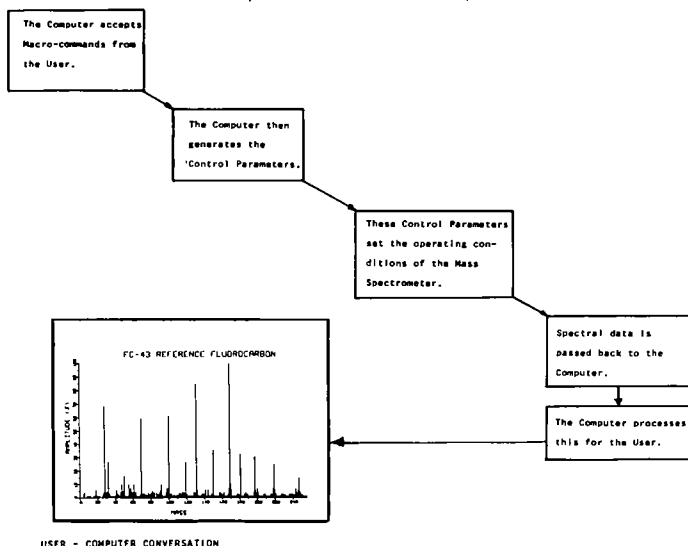 The Computer accepts
Macro-commands from
the User.
The Computer then
generates the
'Control Parameters.
These Control Parameters
set the operating con-
ditions of the Mass
Spectrometer.
Spectral data is
passed back to the
Computer.
The Computer processes
this for the User.
FC-43 REFERENCE FLUOROCARBON
AMPLITUDE (%)
MASS
USER - COMPUTER CONVERSATION